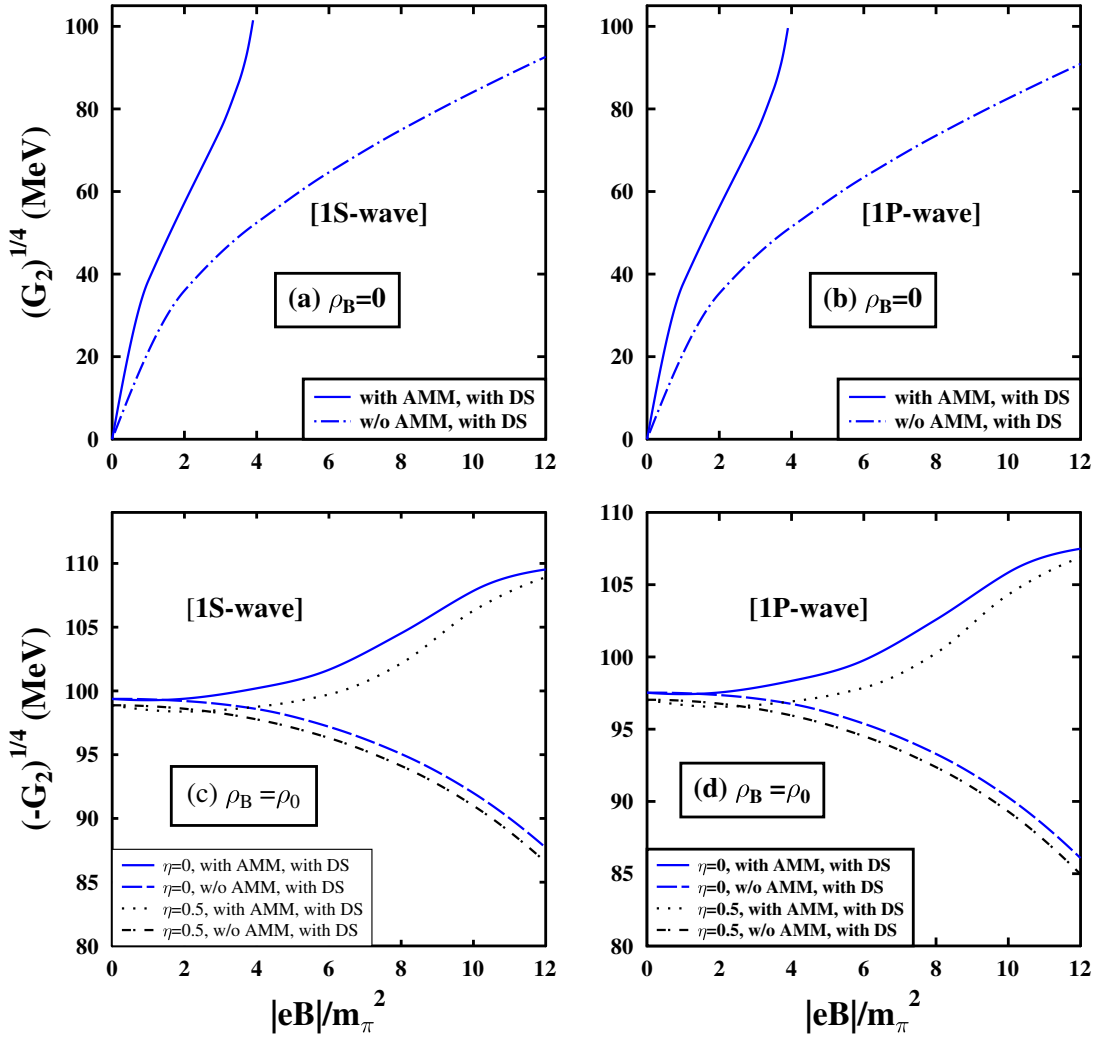 (G₂)^1/4 (MeV)
100
80
60
40
20
0
[1S-wave]
(a) ρ_B=0
with AMM, with DS
w/o AMM, with DS
0 2 4 6 8 10 12
100
80
60
40
20
0
[1P-wave]
(b) ρ_B=0
with AMM, with DS
w/o AMM, with DS
0 2 4 6 8 10 12
(-G₂)^1/4 (MeV)
110
105
100
95
90
85
80
[1S-wave]
(c) ρ_B =ρ₀
η=0, with AMM, with DS
η=0, w/o AMM, with DS
η=0.5, with AMM, with DS
η=0.5, w/o AMM, with DS
0 2 4 6 8 10 12
|eB|/m_π²
110
105
100
95
90
85
80
[1P-wave]
(d) ρ_B =ρ₀
η=0, with AMM, with DS
η=0, w/o AMM, with DS
η=0.5, with AMM, with DS
η=0.5, w/o AMM, with DS
0 2 4 6 8 10 12
|eB|/m_π²